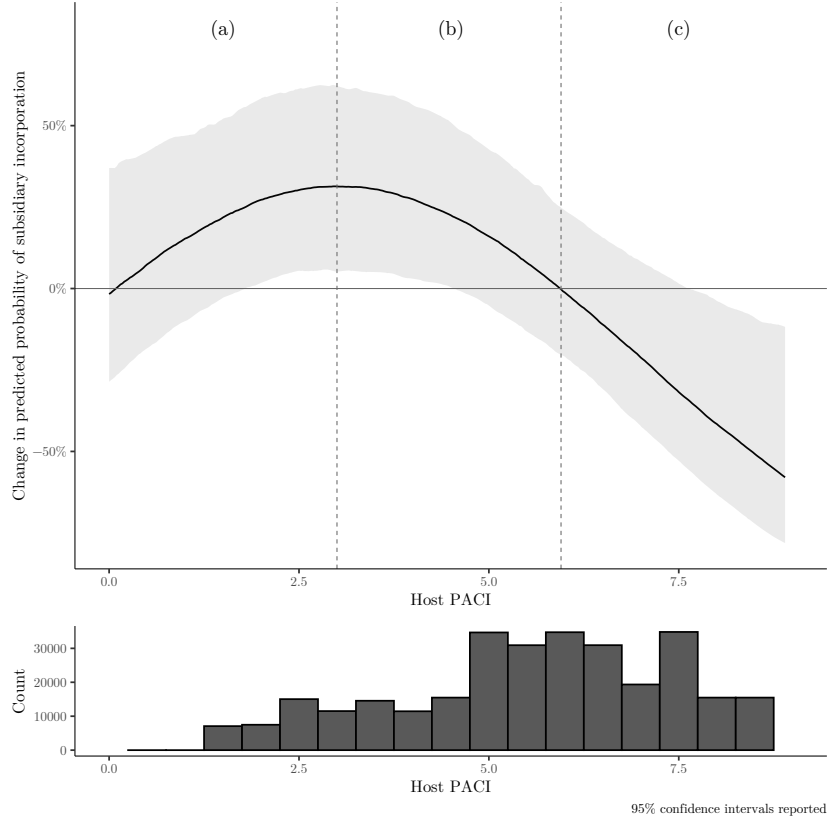 (a) (b) (c)
Change in predicted probability of subsidiary incorporation
50%
0%
−50%
0.0 2.5 5.0 7.5
Host PACI
Count
30000
20000
10000
0
0.0 2.5 5.0 7.5
Host PACI
95% confidence intervals reported